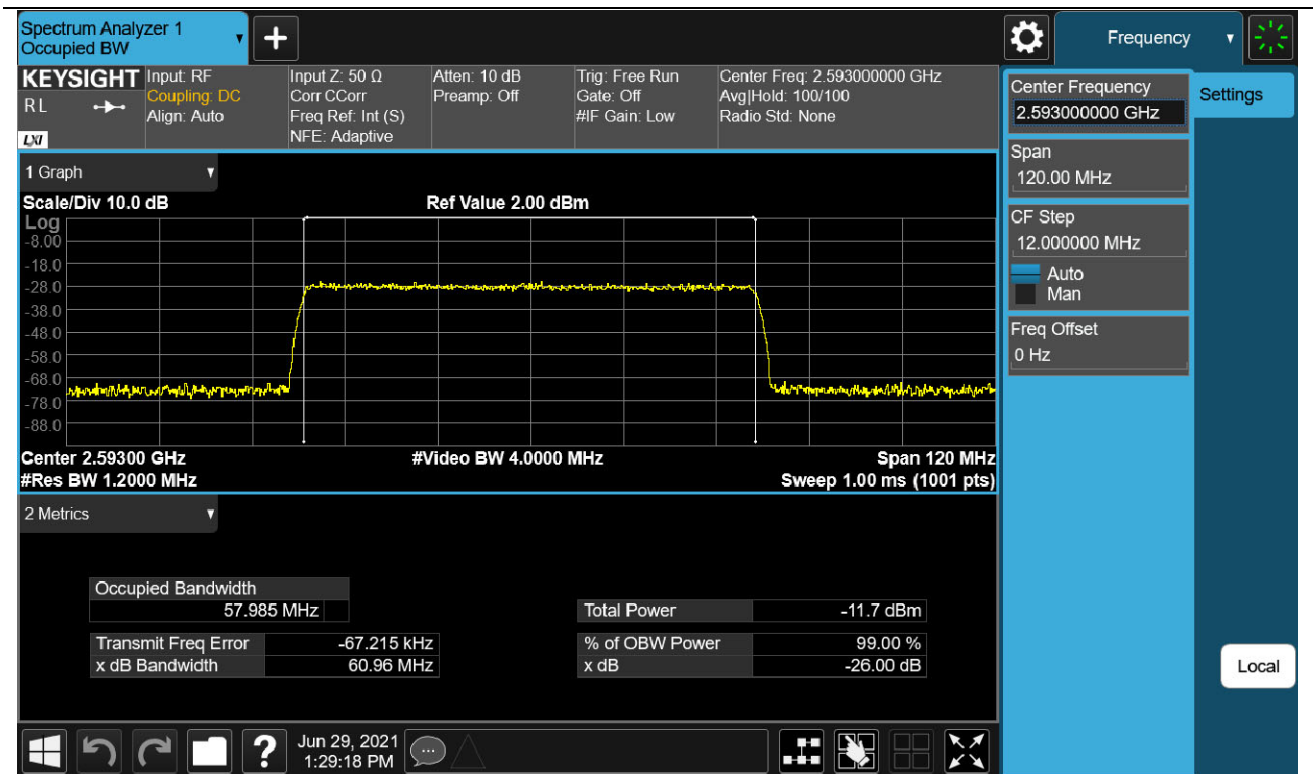 Spectrum Analyzer 1
Occupied BW
+
Frequency
KEYSIGHT
R L
LXI
Input: RF
Coupling: DC
Align: Auto
Input Z: 50 Ω
Corr CCorr
Freq Ref: Int (S)
NFE: Adaptive
Atten: 10 dB
Preamp: Off
Trig: Free Run
Gate: Off
#IF Gain: Low
Center Freq: 2.593000000 GHz
Avg|Hold: 100/100
Radio Std: None
1 Graph
Scale/Div 10.0 dB
Ref Value 2.00 dBm
Log
-8.00
-18.0
-28.0
-38.0
-48.0
-58.0
-68.0
-78.0
-88.0
Center 2.59300 GHz
#Video BW 4.0000 MHz
Span 120 MHz
#Res BW 1.2000 MHz
Sweep 1.00 ms (1001 pts)
2 Metrics
Occupied Bandwidth
57.985 MHz
Total Power -11.7 dBm
Transmit Freq Error -67.215 kHz
% of OBW Power 99.00 %
x dB Bandwidth 60.96 MHz
x dB -26.00 dB
Center Frequency
2.593000000 GHz
Settings
Span
120.00 MHz
CF Step
12.000000 MHz
Auto
Man
Freq Offset
0 Hz
Local
?
Jun 29, 2021
1:29:18 PM